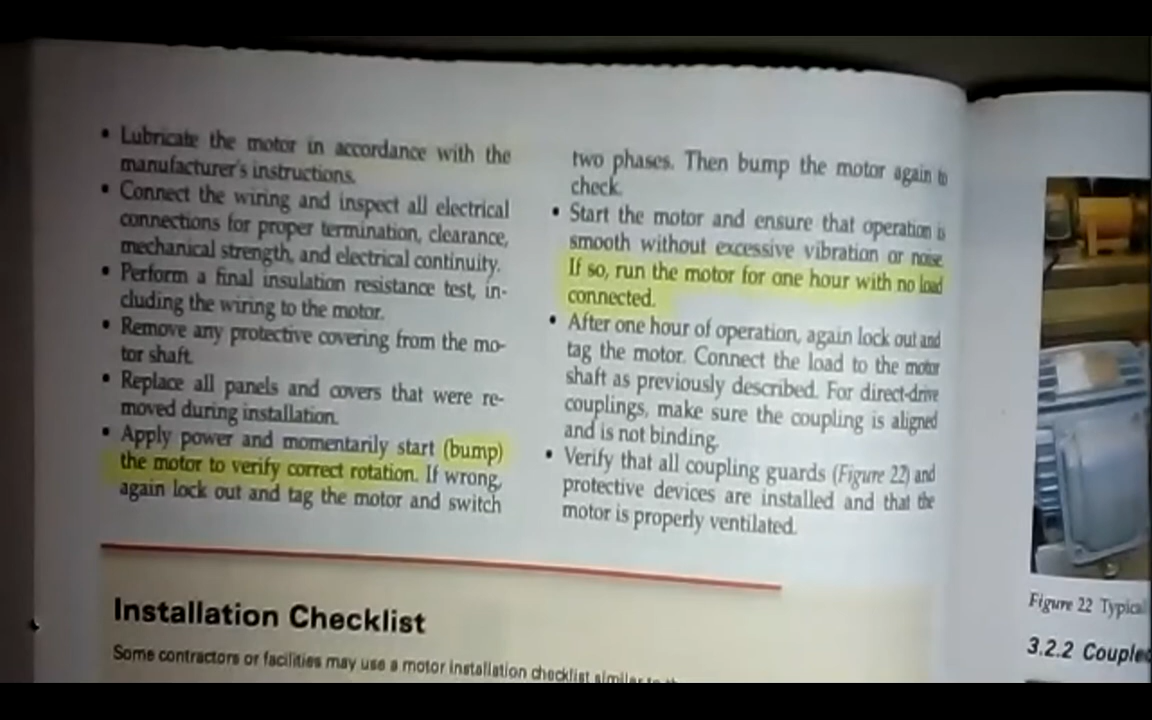 • Lubricate the motor in accordance with the
manufacturer's instructions.
• Connect the wiring and inspect all electrical
connections for proper termination, clearance,
mechanical strength, and electrical continuity.
• Perform a final insulation resistance test, in-
cluding the wiring to the motor.
• Remove any protective covering from the mo-
tor shaft.
• Replace all panels and covers that were re-
moved during installation.
• Apply power and momentarily start (bump)
the motor to verify correct rotation. If wrong,
again lock out and tag the motor and switch
two phases. Then bump the motor again to
check.
• Start the motor and ensure that operation is
smooth without excessive vibration or noise.
If so, run the motor for one hour with no load
connected.
• After one hour of operation, again lock out and
tag the motor. Connect the load to the motor
shaft as previously described. For direct-drive
couplings, make sure the coupling is aligned
and is not binding.
• Verify that all coupling guards (Figure 22) and
protective devices are installed and that the
motor is properly ventilated.
Installation Checklist
Some contractors or facilities may use a motor installation checklist similar to
Figure 22 Typical
3.2.2 Couple